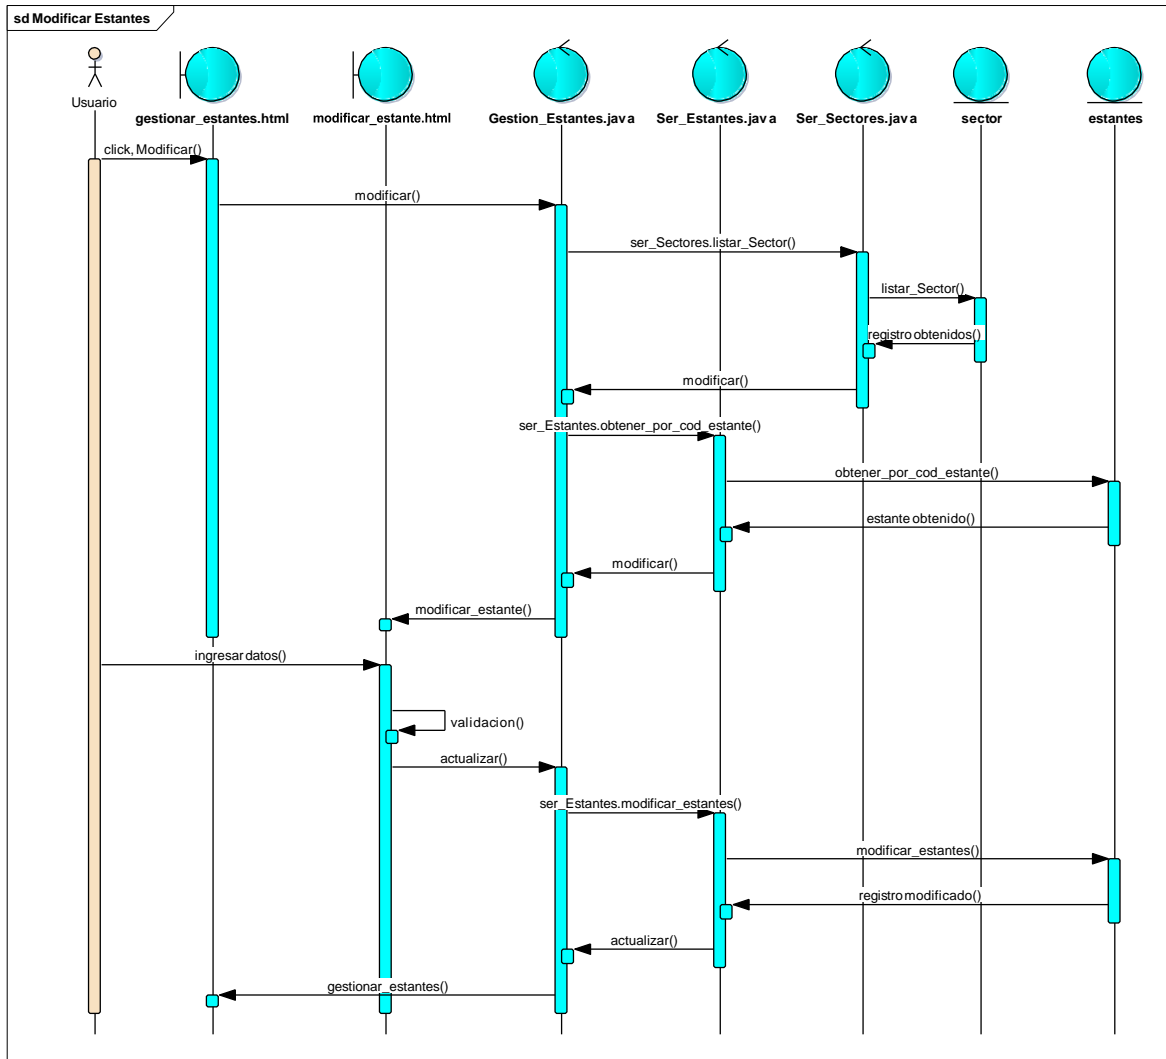 sd Modificar Estantes
Usuario
gestionar_estantes.html
modificar_estante.html
Gestion_Estantes.java
Ser_Estantes.java
Ser_Sectores.java
sector
estantes
click, Modificar()
modificar()
ser_Sectores.listar_Sector()
listar_Sector()
registro obtenidos()
modificar()
ser_Estantes.obtener_por_cod_estante()
obtener_por_cod_estante()
estante obtenido()
modificar()
modificar_estante()
ingresar datos()
validacion()
actualizar()
ser_Estantes.modificar_estantes()
modificar_estantes()
registro modificado()
actualizar()
gestionar_estantes()